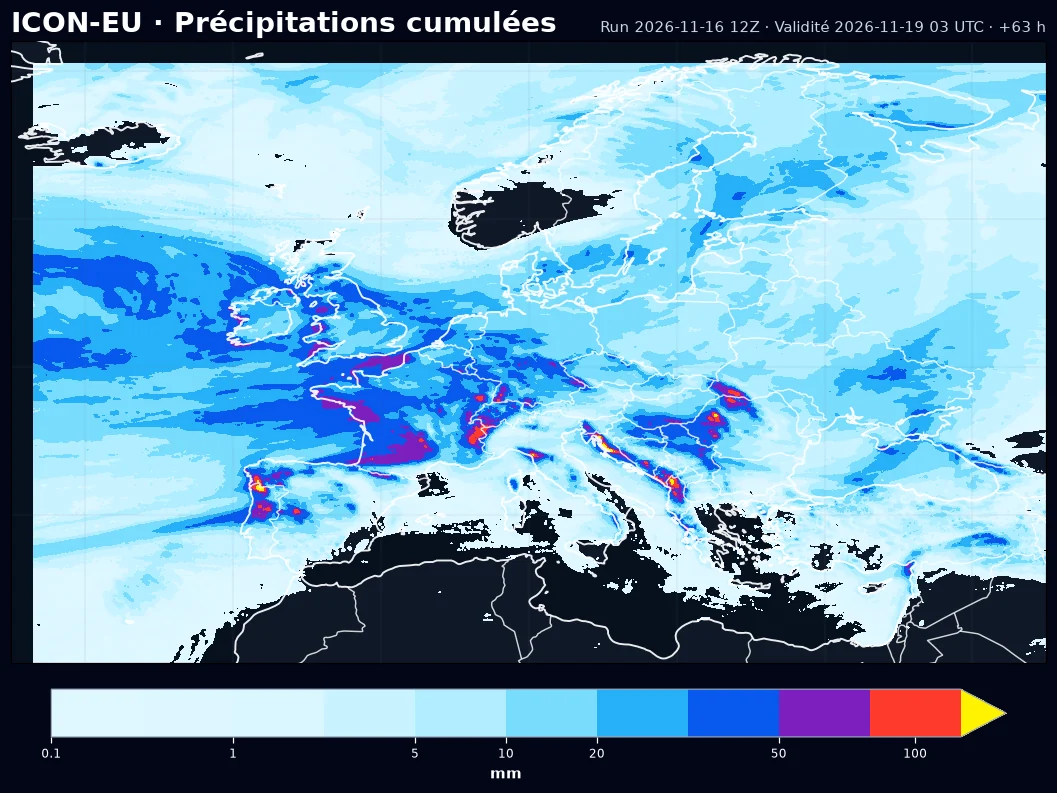 ICON-EU · Précipitations cumulées
Run 2026-11-16 12Z · Validité 2026-11-19 03 UTC · +63 h
0.1 1 5 10 20 50 100
mm